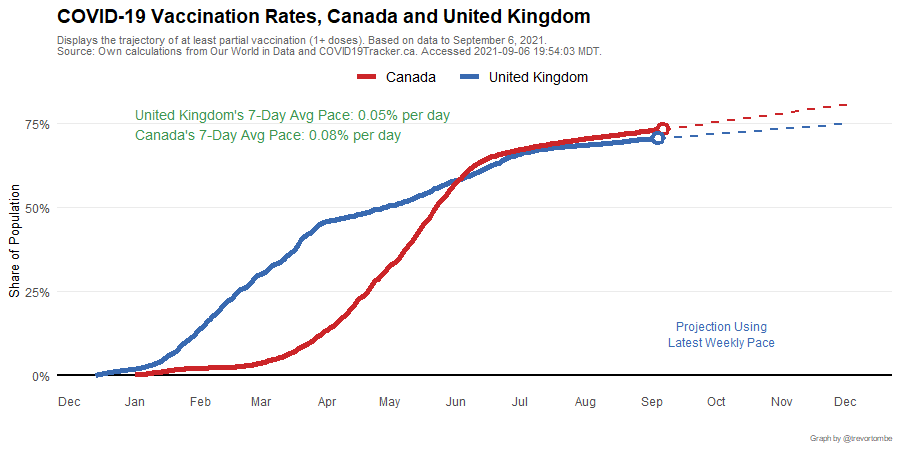 COVID-19 Vaccination Rates, Canada and United Kingdom
Displays the trajectory of at least partial vaccination (1+ doses). Based on data to September 6, 2021.
Source: Own calculations from Our World in Data and COVID19Tracker.ca. Accessed 2021-09-06 19:54:03 MDT.
Canada
United Kingdom
United Kingdom's 7-Day Avg Pace: 0.05% per day
Canada's 7-Day Avg Pace: 0.08% per day
75%
50%
25%
0%
Share of Population
Projection Using
Latest Weekly Pace
Dec Jan Feb Mar Apr May Jun Jul Aug Sep Oct Nov Dec
Graph by @trevortombe